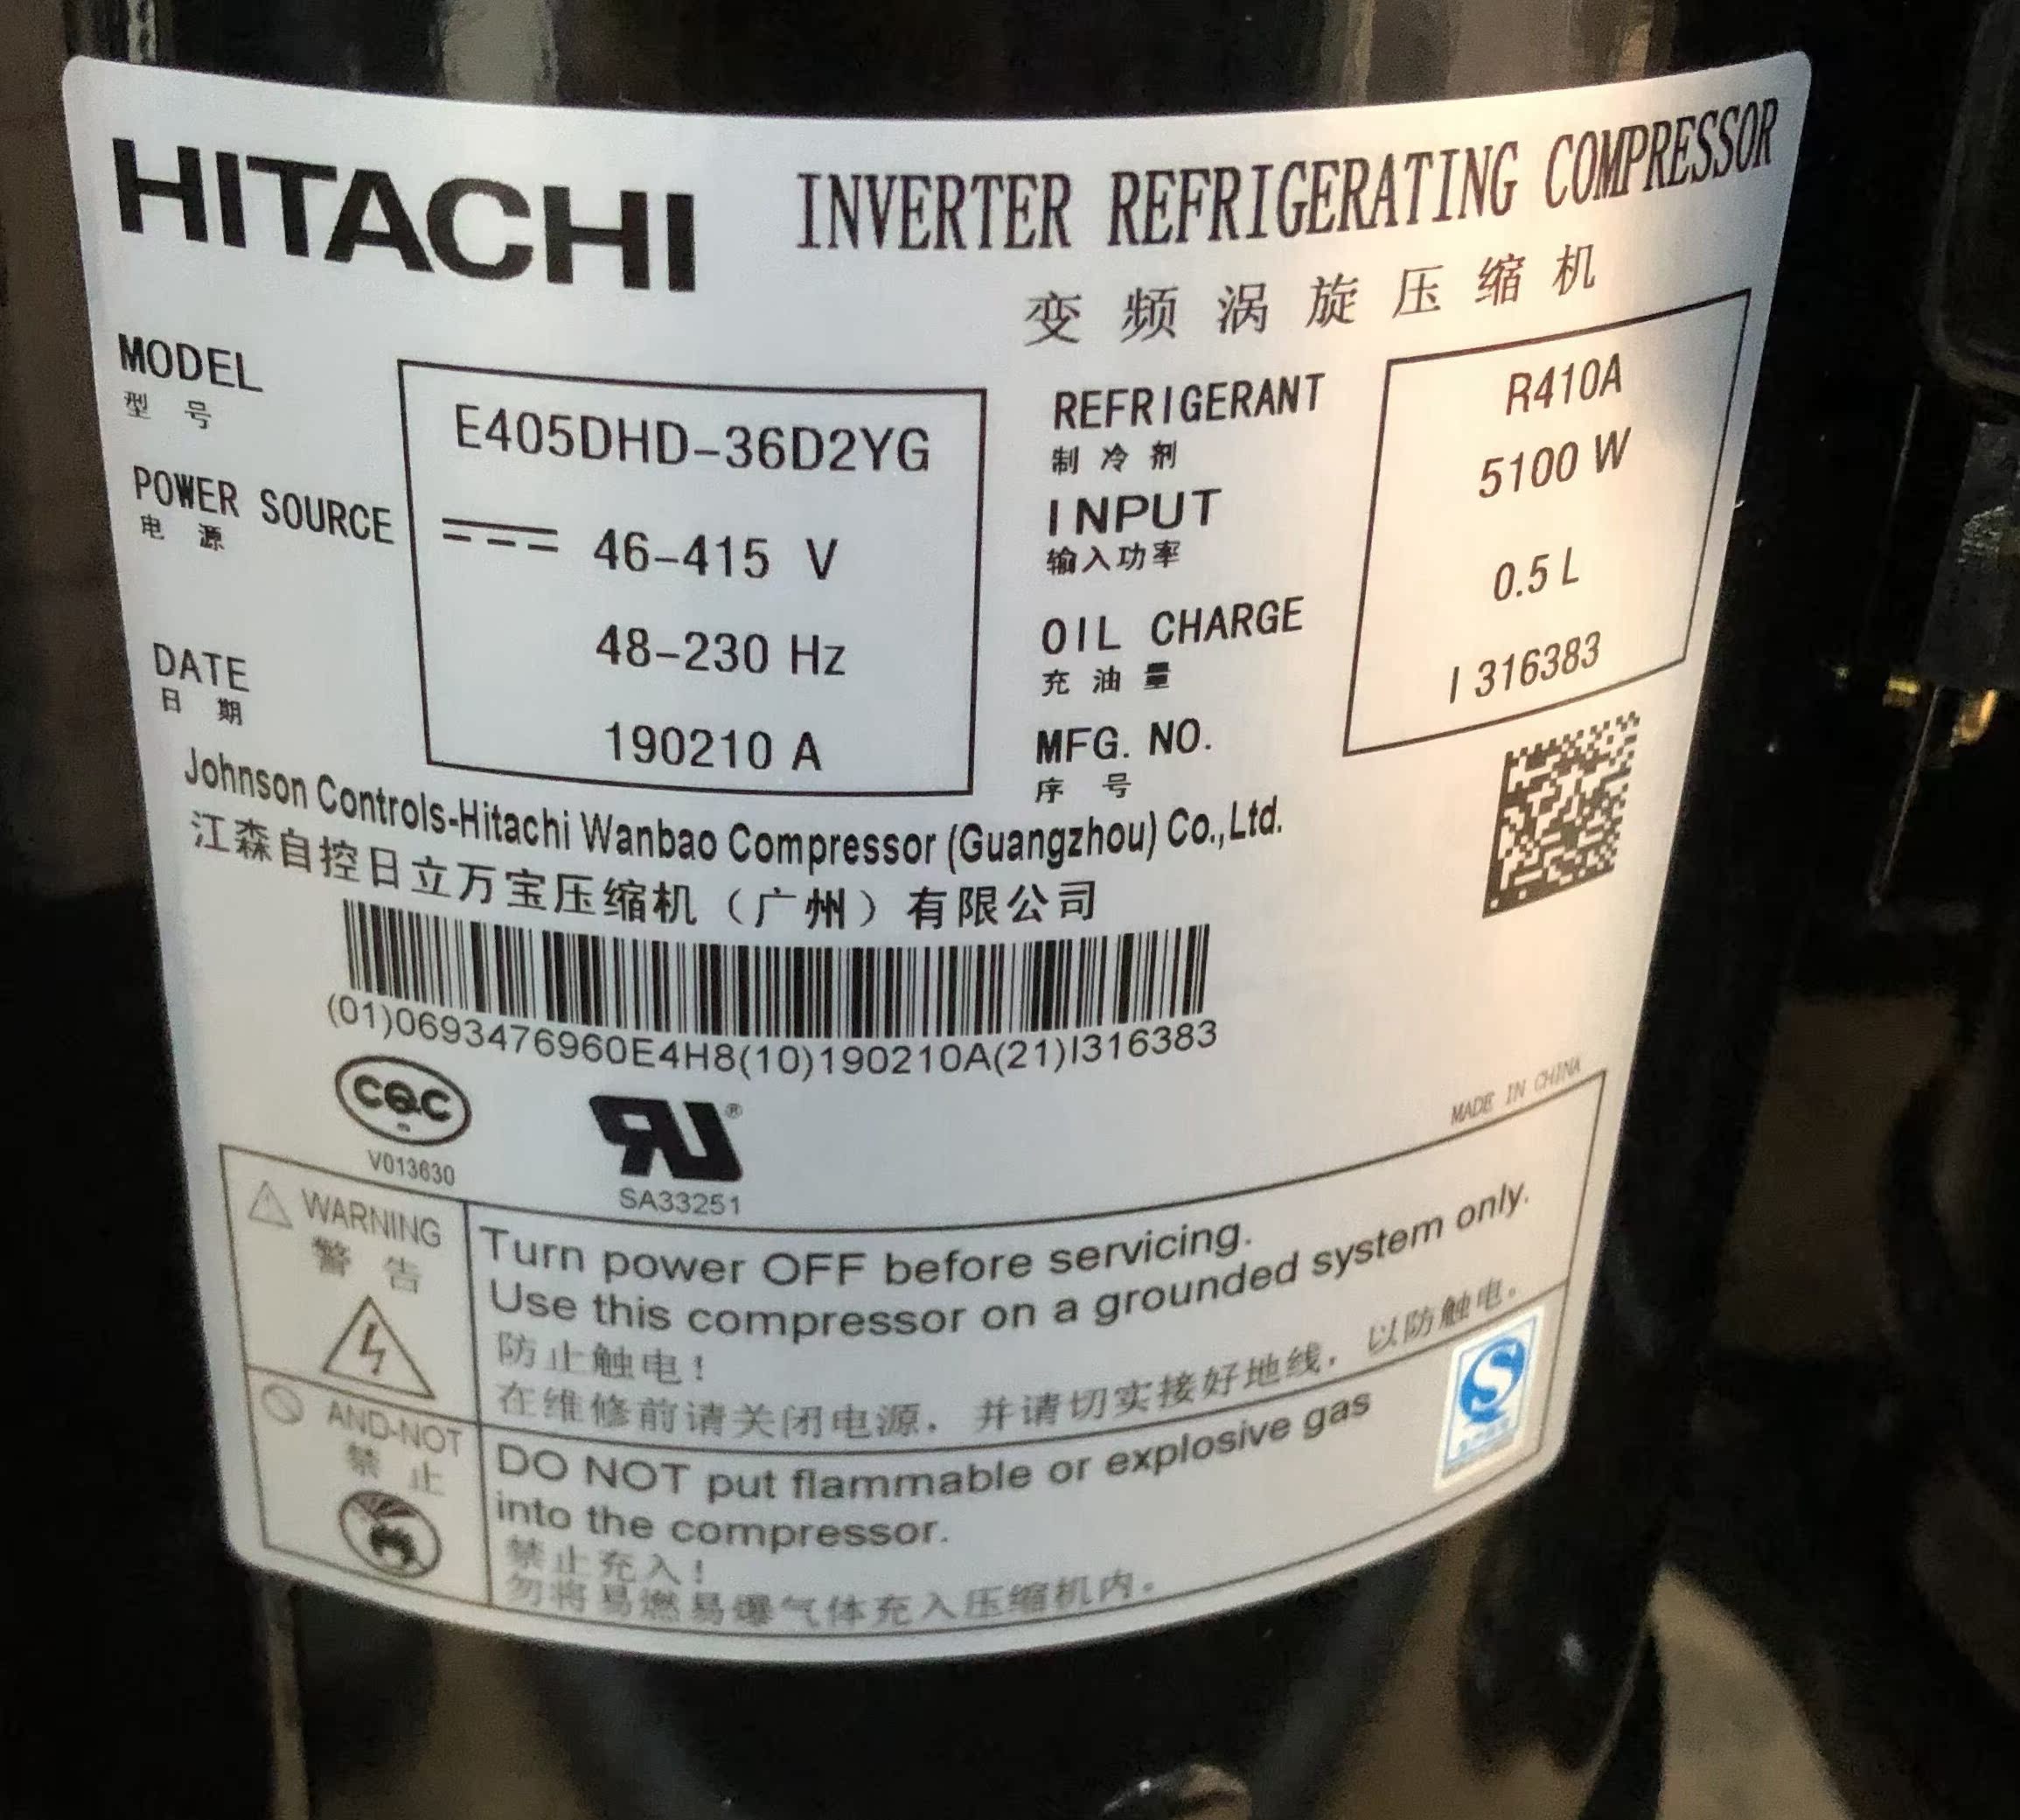 HITACHI INVERTER REFRIGERATING COMPRESSOR
变频涡旋压缩机
MODEL E405DHD-36D2YG
型号
POWER SOURCE 46-415 V
电源
48-230 Hz
DATE 190210 A
日期
REFRIGERANT R410A
制冷剂
INPUT 5100 W
输入功率
OIL CHARGE 0.5 L
充油量
MFG. NO. I 316383
序号
Johnson Controls-Hitachi Wanbao Compressor (Guangzhou) Co.,Ltd.
江森自控日立万宝压缩机（广州）有限公司
(01)0693476960E4H8(10)190210A(21)I316383
CQC
V013630
RU®
SA33251
MADE IN CHINA
WARNING
警告
Turn power OFF before servicing.
Use this compressor on a grounded system only.
防止触电！
在维修前请关闭电源，并请切实接好地线，以防触电。
AND-NOT
禁止
DO NOT put flammable or explosive gas
into the compressor.
禁止充入！
勿将易燃易爆气体充入压缩机内。